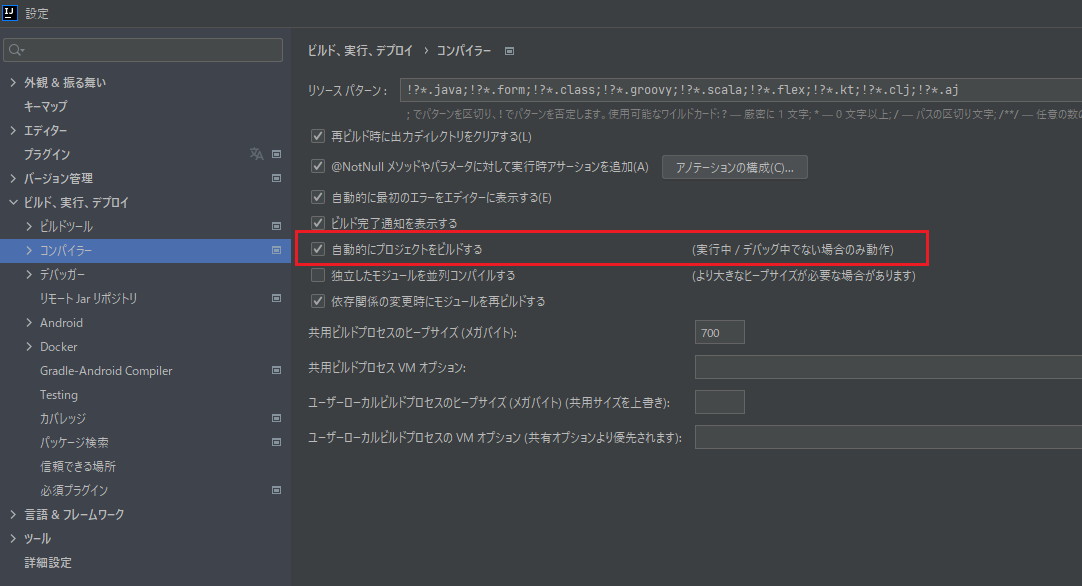 設定
外観 & 振る舞い
キーマップ
エディター
プラグイン
バージョン管理
ビルド、実行、デプロイ
ビルドツール
コンパイラー
デバッガー
リモート Jar リポジトリ
Android
Docker
Gradle-Android Compiler
Testing
カバレッジ
パッケージ検索
信頼できる場所
必須プラグイン
言語 & フレームワーク
ツール
詳細設定
ビルド、実行、デプロイ › コンパイラー
リソース パターン : !?*.java;!?*.form;!?*.class;!?*.groovy;!?*.scala;!?*.flex;!?*.kt;!?*.clj;!?*.aj
; でパターンを区切り、! でパターンを否定します。使用可能なワイルドカード: ? — 厳密に 1 文字; * — 0 文字以上; / — パスの区切り文字; /**/ — 任意の数の
再ビルド時に出力ディレクトリをクリアする(L)
@NotNull メソッドやパラメータに対して実行時アサーションを追加(A) アノテーションの構成(C)...
自動的に最初のエラーをエディターに表示する(E)
ビルド完了通知を表示する
自動的にプロジェクトをビルドする (実行中 / デバッグ中でない場合のみ動作)
独立したモジュールを並列コンパイルする (より大きなヒープサイズが必要な場合があります)
依存関係の変更時にモジュールを再ビルドする
共用ビルドプロセスのヒープサイズ (メガバイト): 700
共用ビルドプロセス VM オプション:
ユーザーローカルビルドプロセスのヒープサイズ (メガバイト) (共用サイズを上書き):
ユーザーローカルビルドプロセスの VM オプション (共有オプションより優先されます):